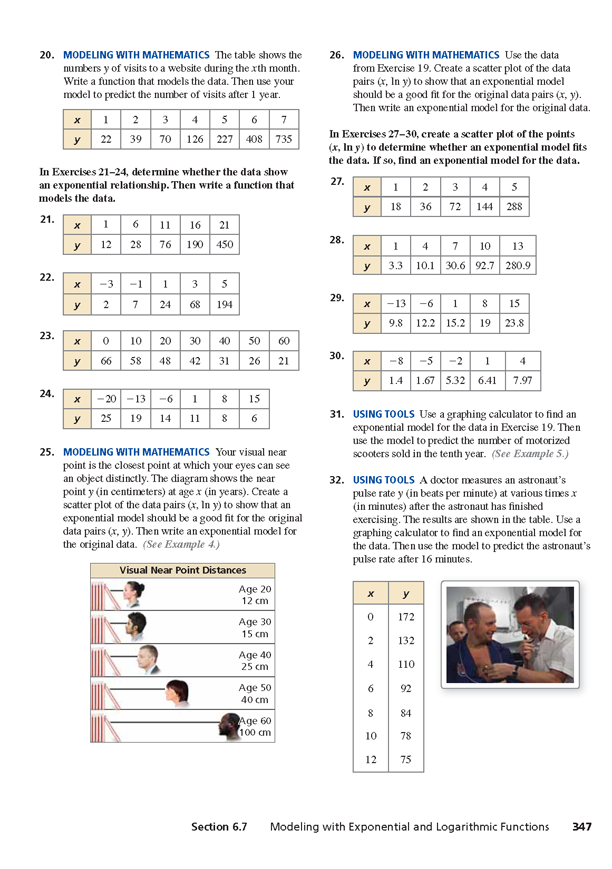 20. MODELING WITH MATHEMATICS The table shows the
numbers y of visits to a website during the xth month.
Write a function that models the data. Then use your
model to predict the number of visits after 1 year.
x 1 2 3 4 5 6 7
y 22 39 70 126 227 408 735
In Exercises 21–24, determine whether the data show
an exponential relationship. Then write a function that
models the data.
21.
x 1 6 11 16 21
y 12 28 76 190 450
22.
x −3 −1 1 3 5
y 2 7 24 68 194
23.
x 0 10 20 30 40 50 60
y 66 58 48 42 31 26 21
24.
x −20 −13 −6 1 8 15
y 25 19 14 11 8 6
25. MODELING WITH MATHEMATICS Your visual near
point is the closest point at which your eyes can see
an object distinctly. The diagram shows the near
point y (in centimeters) at age x (in years). Create a
scatter plot of the data pairs (x, ln y) to show that an
exponential model should be a good fit for the original
data pairs (x, y). Then write an exponential model for
the original data. (See Example 4.)
Visual Near Point Distances
Age 20
12 cm
Age 30
15 cm
Age 40
25 cm
Age 50
40 cm
Age 60
100 cm
26. MODELING WITH MATHEMATICS Use the data
from Exercise 19. Create a scatter plot of the data
pairs (x, ln y) to show that an exponential model
should be a good fit for the original data pairs (x, y).
Then write an exponential model for the original data.
In Exercises 27–30, create a scatter plot of the points
(x, ln y) to determine whether an exponential model fits
the data. If so, find an exponential model for the data.
27.
x 1 2 3 4 5
y 18 36 72 144 288
28.
x 1 4 7 10 13
y 3.3 10.1 30.6 92.7 280.9
29.
x −13 −6 1 8 15
y 9.8 12.2 15.2 19 23.8
30.
x −8 −5 −2 1 4
y 1.4 1.67 5.32 6.41 7.97
31. USING TOOLS Use a graphing calculator to find an
exponential model for the data in Exercise 19. Then
use the model to predict the number of motorized
scooters sold in the tenth year. (See Example 5.)
32. USING TOOLS A doctor measures an astronaut's
pulse rate y (in beats per minute) at various times x
(in minutes) after the astronaut has finished
exercising. The results are shown in the table. Use a
graphing calculator to find an exponential model for
the data. Then use the model to predict the astronaut's
pulse rate after 16 minutes.
x y
0 172
2 132
4 110
6 92
8 84
10 78
12 75
Section 6.7 Modeling with Exponential and Logarithmic Functions 347